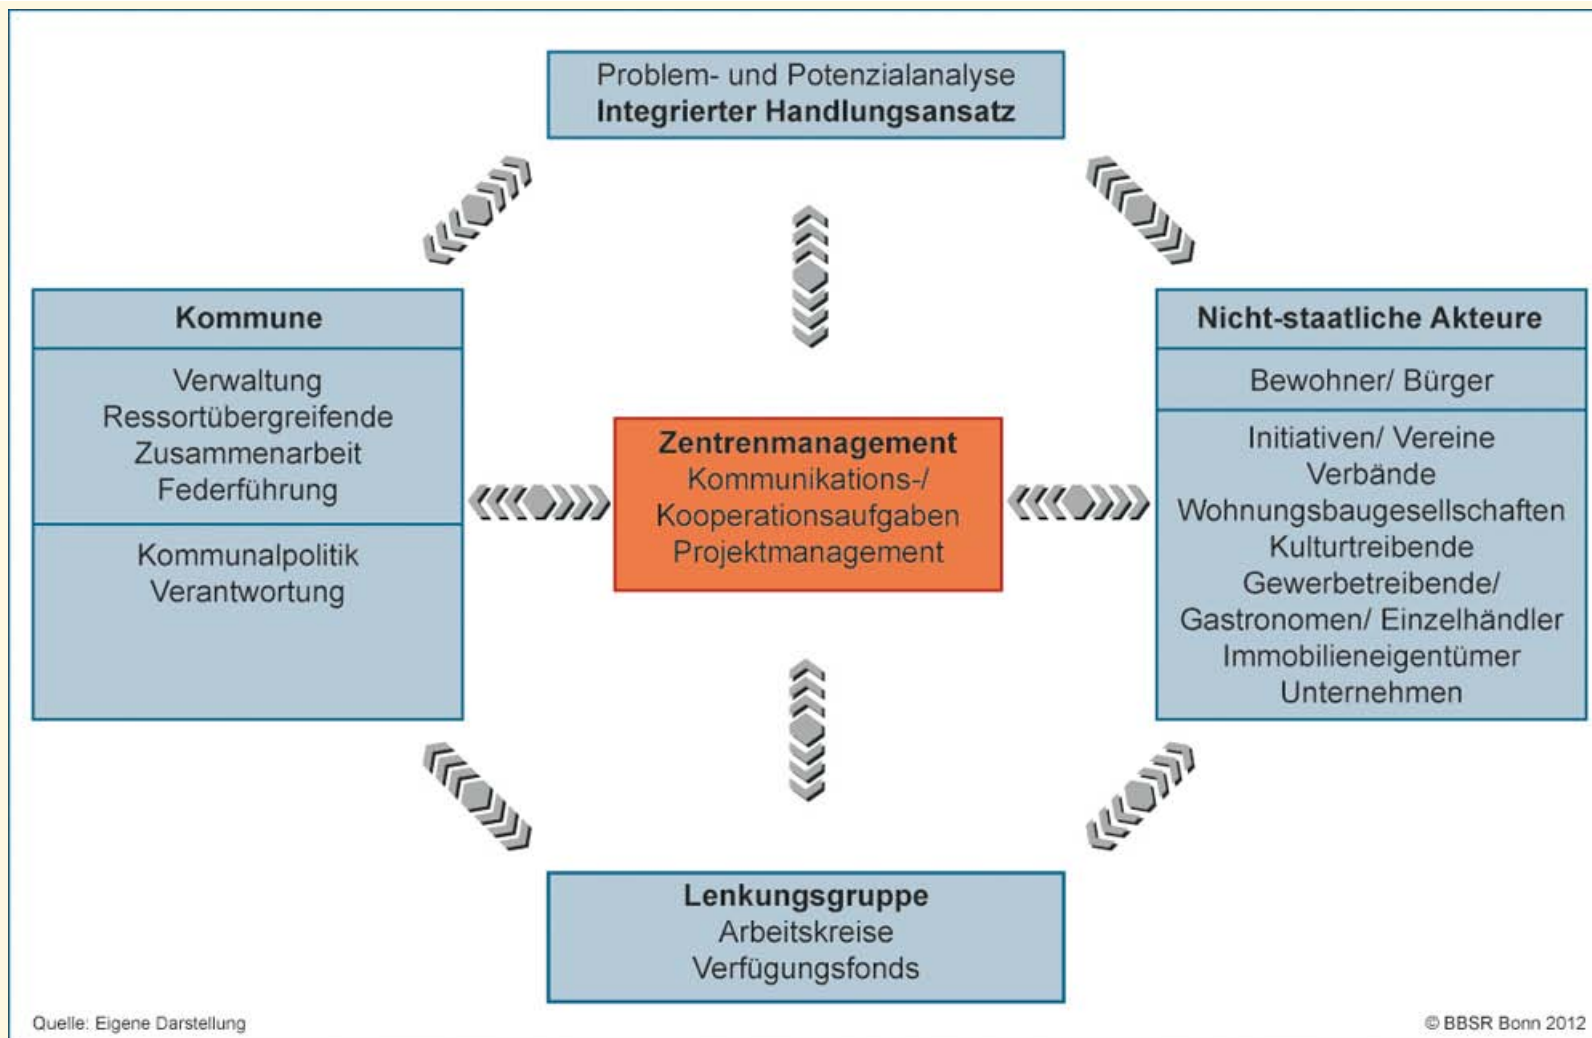 Problem- und Potenzialanalyse
Integrierter Handlungsansatz
Kommune
Verwaltung
Ressortübergreifende
Zusammenarbeit
Federführung
Kommunalpolitik
Verantwortung
Zentrenmanagement
Kommunikations-/
Kooperationsaufgaben
Projektmanagement
Nicht-staatliche Akteure
Bewohner/ Bürger
Initiativen/ Vereine
Verbände
Wohnungsbaugesellschaften
Kulturtreibende
Gewerbetreibende/
Gastronomen/ Einzelhändler
Immobilieneigentümer
Unternehmen
Lenkungsgruppe
Arbeitskreise
Verfügungsfonds
Quelle: Eigene Darstellung
© BBSR Bonn 2012